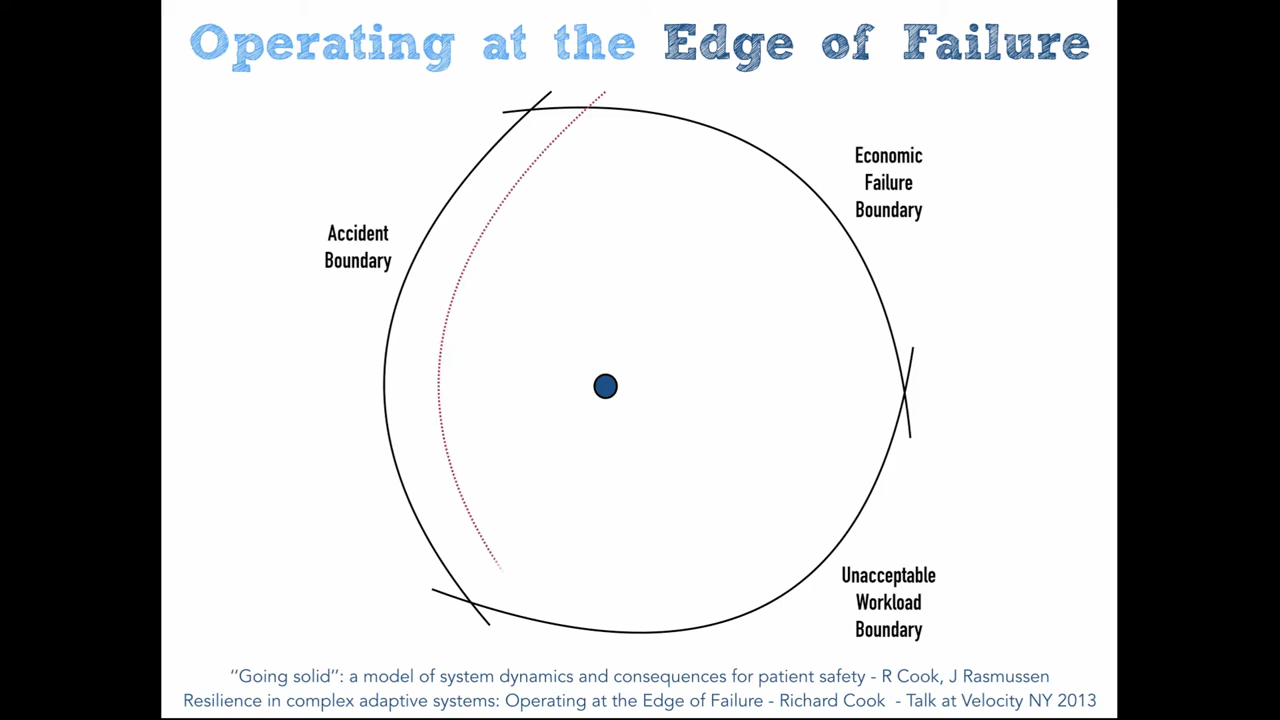 Operating at the Edge of Failure
Economic
Failure
Boundary
Accident
Boundary
Unacceptable
Workload
Boundary
"Going solid": a model of system dynamics and consequences for patient safety - R Cook, J Rasmussen
Resilience in complex adaptive systems: Operating at the Edge of Failure - Richard Cook - Talk at Velocity NY 2013